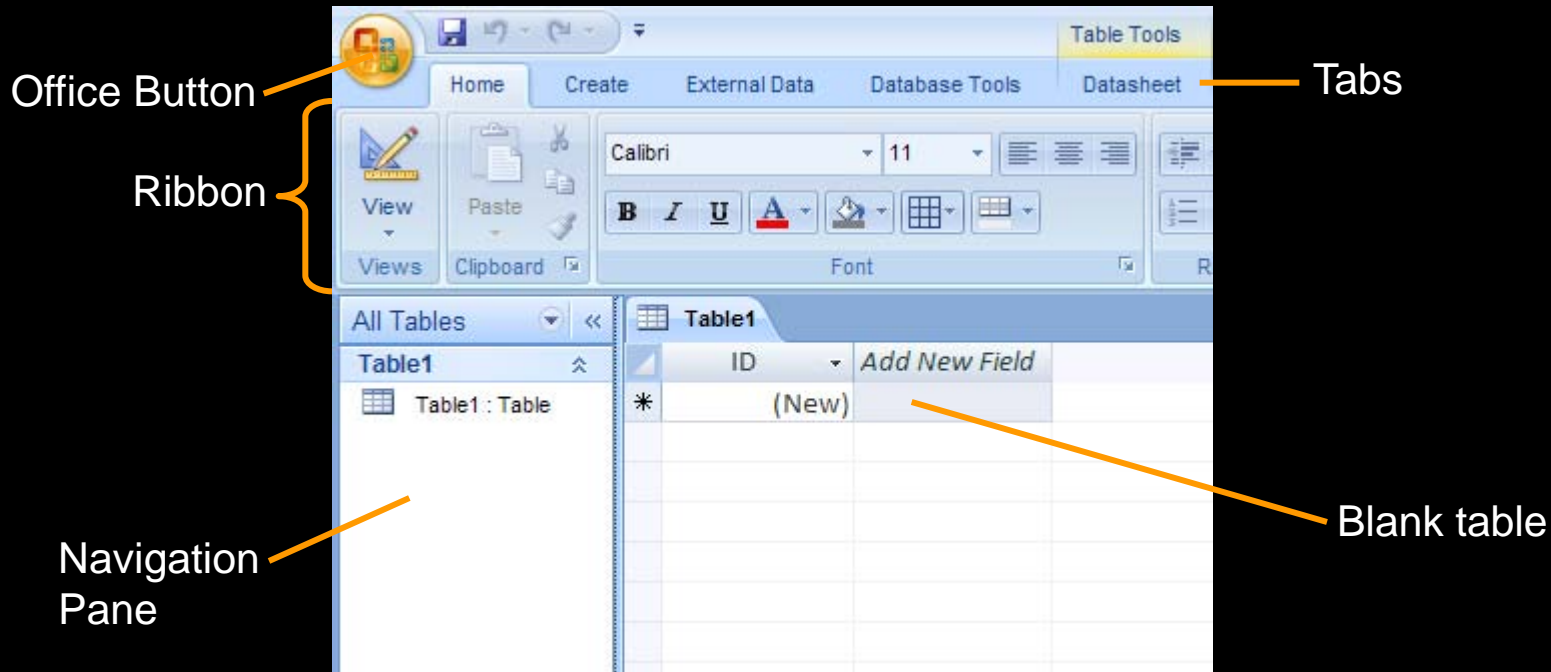 Table Tools
Office Button
Home Create External Data Database Tools Datasheet
Tabs
Ribbon
Calibri 11
View Paste B I U A
Views Clipboard Font R
All Tables Table1
Table1 ID Add New Field
Table1 : Table * (New)
Blank table
Navigation
Pane